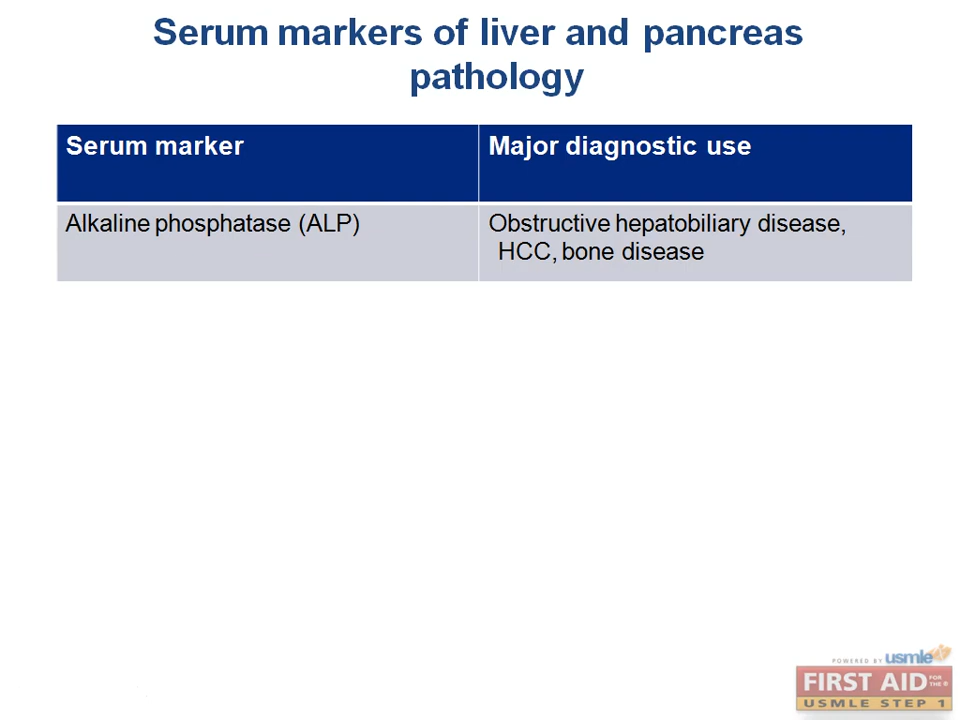 Serum markers of liver and pancreas
pathology
Serum marker
Major diagnostic use
Alkaline phosphatase (ALP)
Obstructive hepatobiliary disease,
HCC, bone disease
POWERED BY usmle
FIRST AID FOR THE®
USMLE STEP 1